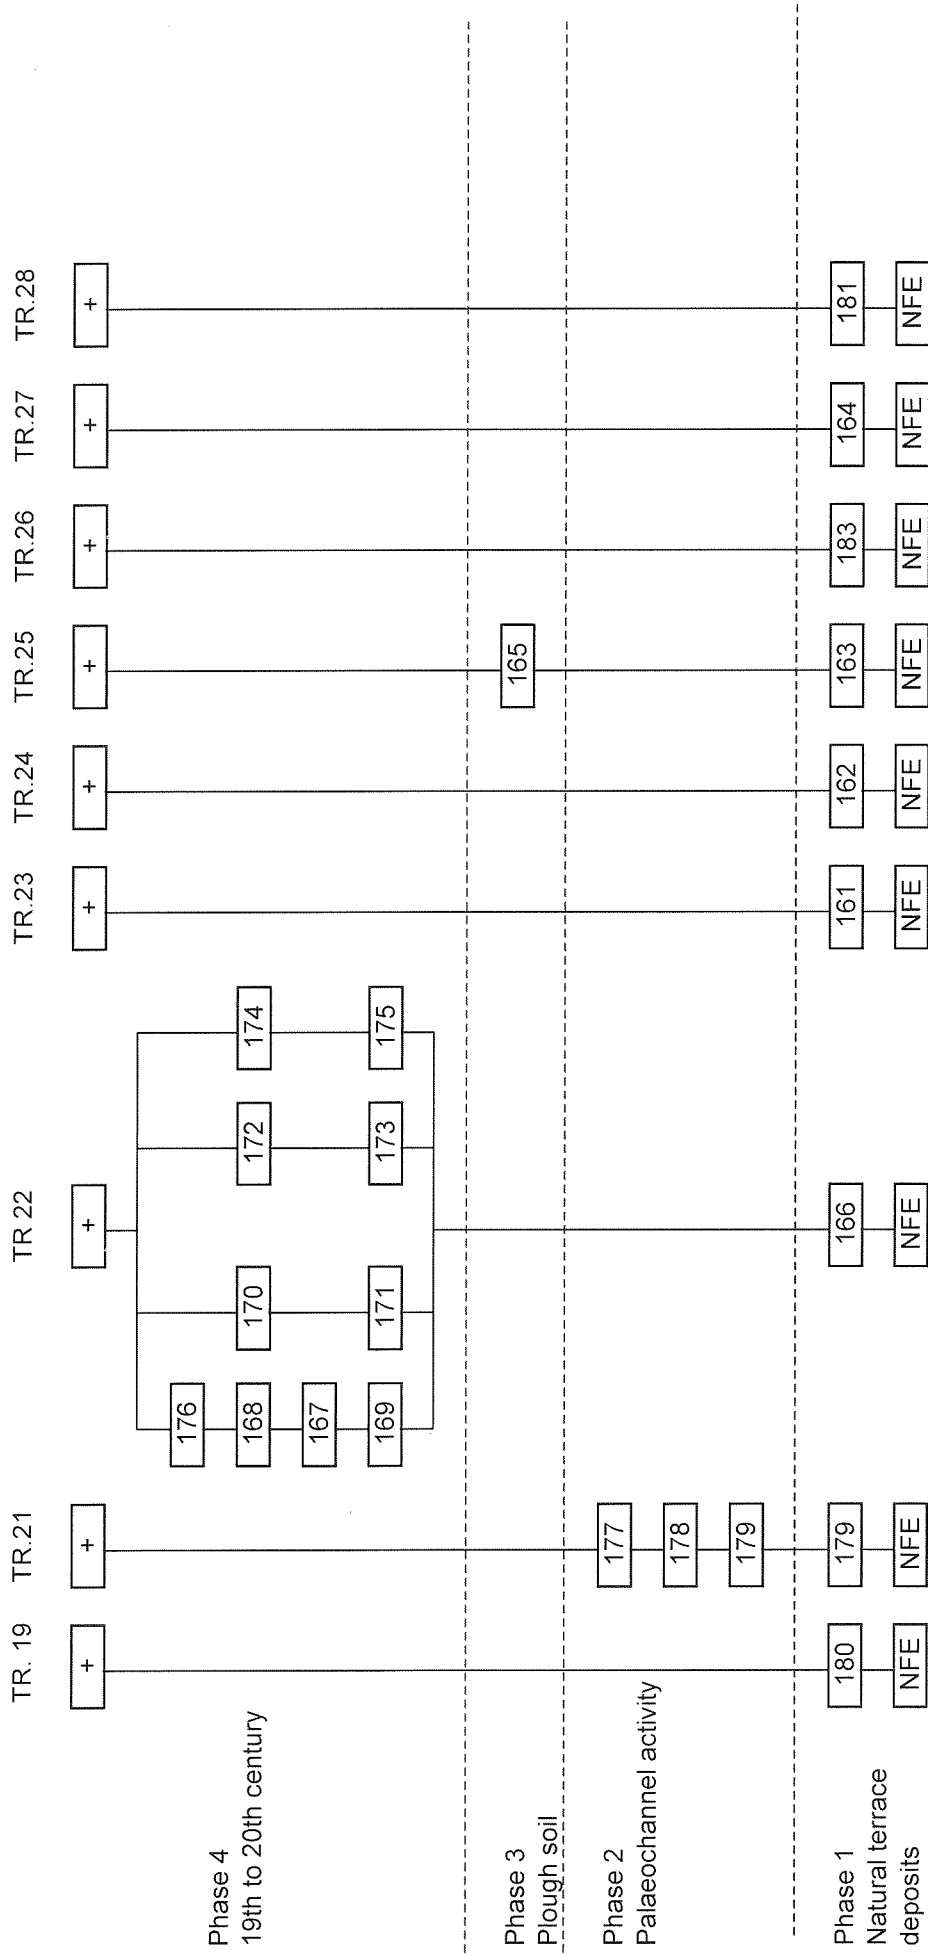 TR. 19
TR.21
TR 22
TR.23
TR.24
TR.25
TR.26
TR.27
TR.28
+
+
+
+
+
+
+
+
+
Phase 4
19th to 20th century
176
168
167
169
170
171
172
173
174
175
Phase 3
Plough soil
165
Phase 2
Palaeochannel activity
177
178
179
Phase 1
Natural terrace
deposits
180
179
166
161
162
163
183
164
181
NFE
NFE
NFE
NFE
NFE
NFE
NFE
NFE
NFE